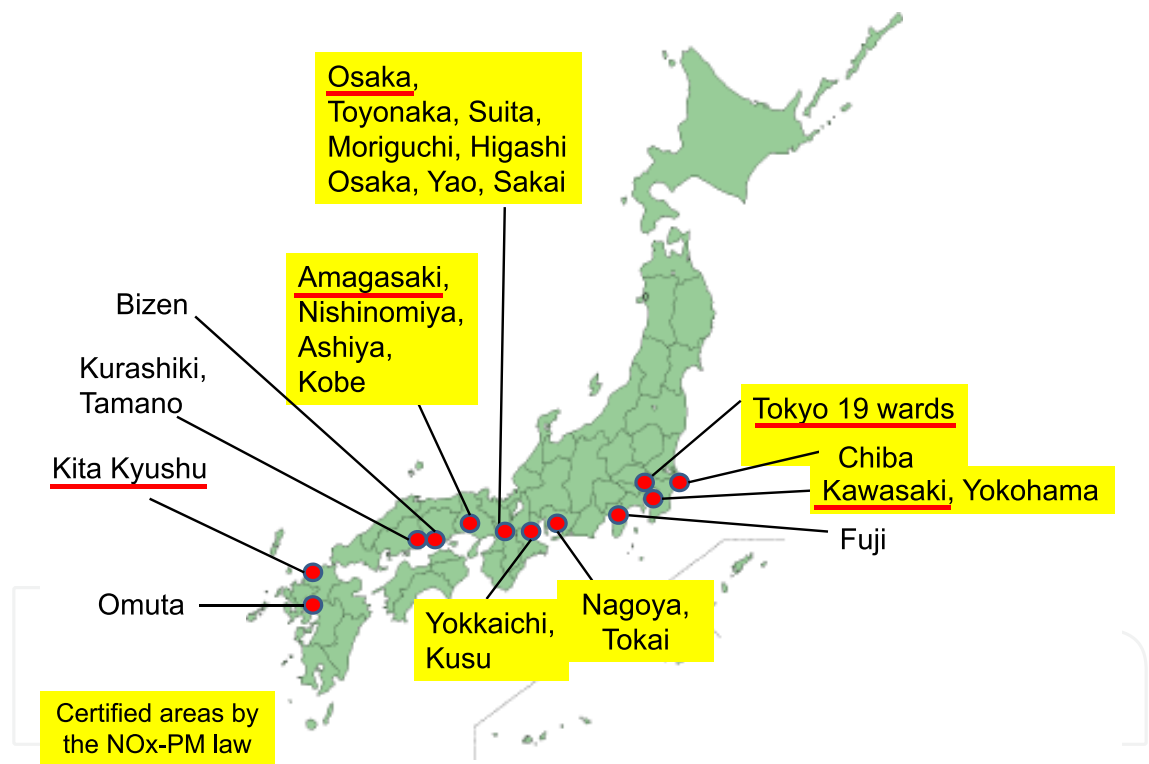 Osaka,
Toyonaka, Suita,
Moriguchi, Higashi
Osaka, Yao, Sakai
Amagasaki,
Nishinomiya,
Ashiya,
Kobe
Bizen
Kurashiki,
Tamano
Kita Kyushu
Omuta
Tokyo 19 wards
Chiba
Kawasaki, Yokohama
Fuji
Nagoya,
Tokai
Yokkaichi,
Kusu
Certified areas by
the NOx-PM law